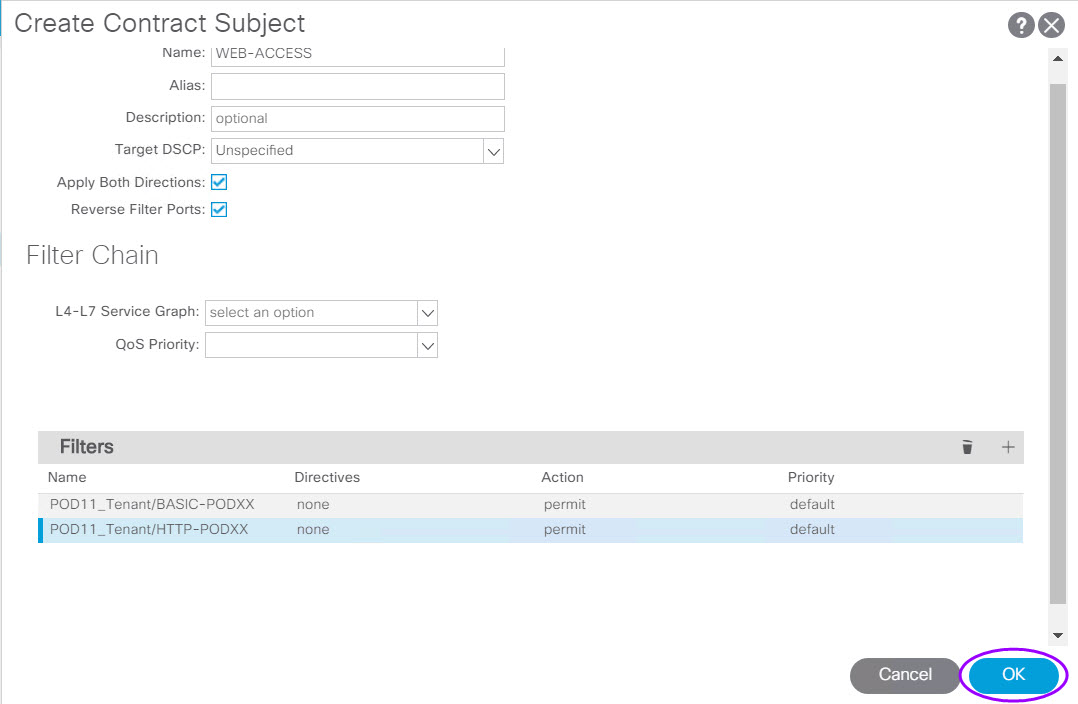 Create Contract Subject
?
Name: WEB-ACCESS
Alias:
Description: optional
Target DSCP: Unspecified
Apply Both Directions:
Reverse Filter Ports:
Filter Chain
L4-L7 Service Graph: select an option
QoS Priority:
Filters
Name Directives Action Priority
POD11_Tenant/BASIC-PODXX none permit default
POD11_Tenant/HTTP-PODXX none permit default
Cancel OK